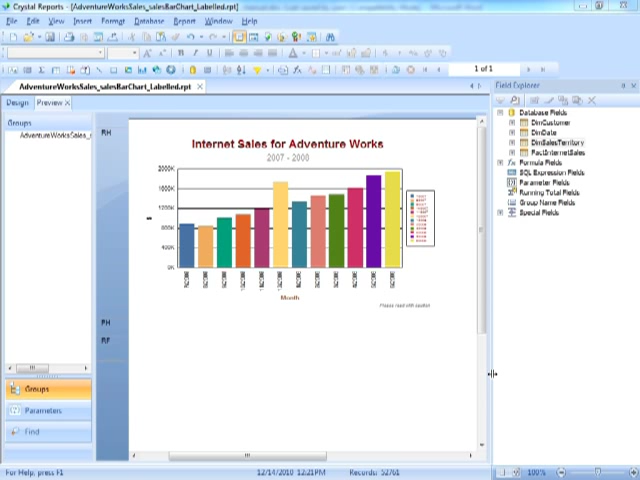 Crystal Reports - [AdventureWorksSales_salesBarChart_Labelled.rpt]
File Edit View Insert Format Database Report Window Help
1 of 1
AdventureWorksSales_salesBarChart_Labelled.rpt
Design Preview
Groups
AdventureWorksSales_s
RH
Internet Sales for Adventure Works
2007 - 2008
2000K
1600K
1200K
800K
400K
0K
Month
PH
RF
Groups
Parameters
Find
Field Explorer
Database Fields
DimCustomer
DimDate
DimSalesTerritory
FactInternetSales
Formula Fields
SQL Expression Fields
Parameter Fields
Running Total Fields
Group Name Fields
Special Fields
For Help, press F1
12/14/2010 12:21PM
Records: 52761
100%